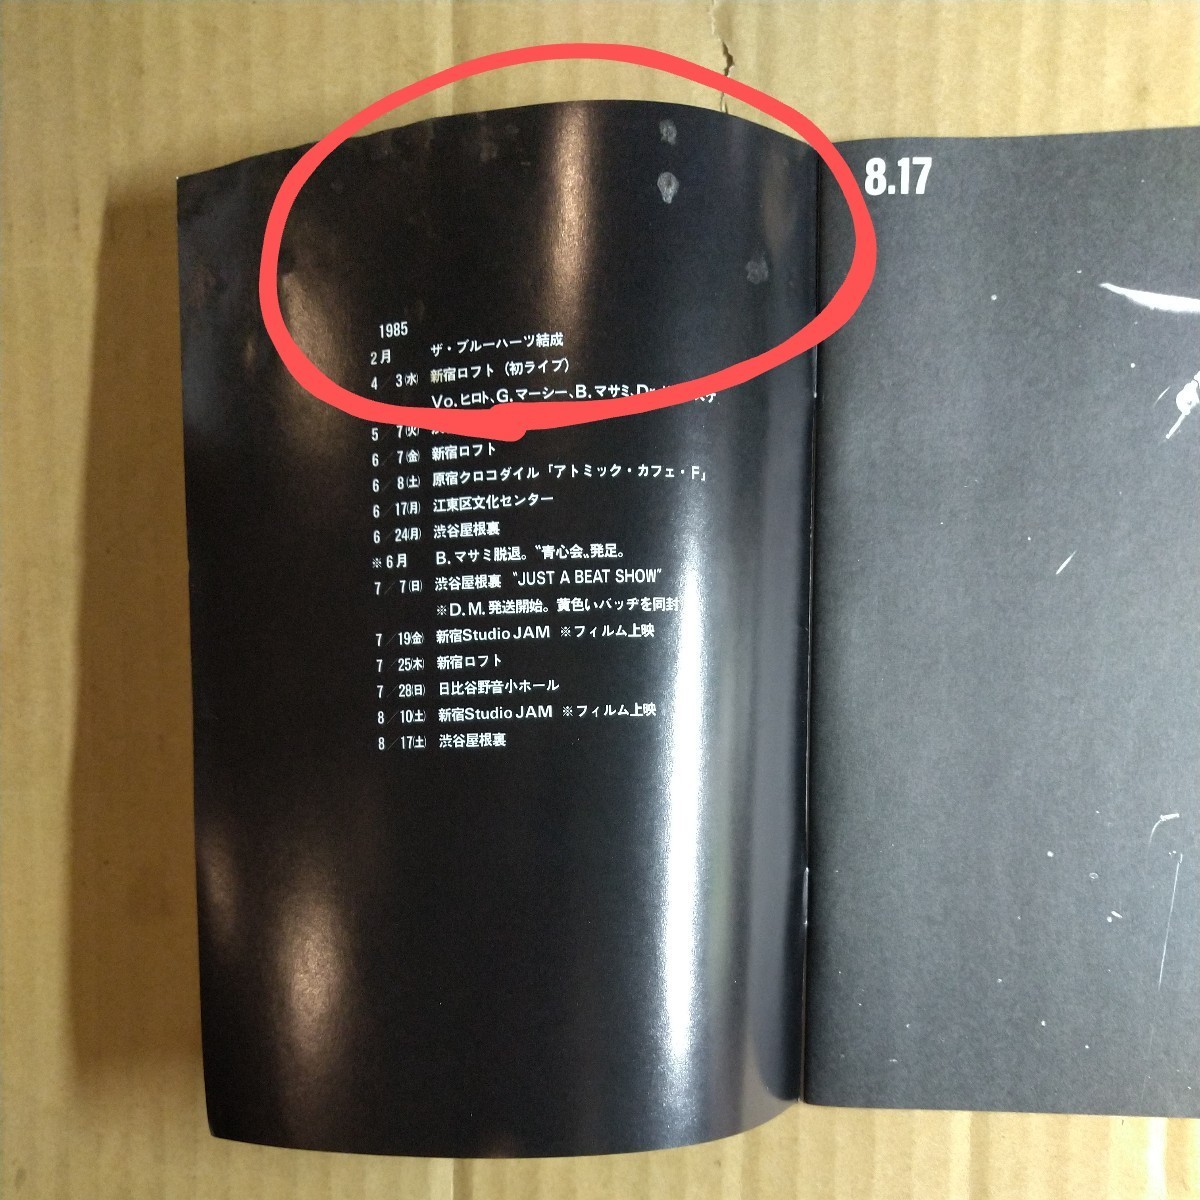 1985
2月 ザ・ブルーハーツ結成
4／3㈬ 新宿ロフト（初ライブ）
Vo.ヒロト、G.マーシー、B.マサミ、
5／7㈫
6／7㈮ 新宿ロフト
6／8㈯ 原宿クロコダイル「アトミック・カフェ・F」
6／17㈪ 江東区文化センター
6／24㈪ 渋谷屋根裏
※6月 B.マサミ脱退。〝青心会〟発足。
7／7㈰ 渋谷屋根裏 〝JUST A BEAT SHOW〞
※D.M.発送開始。黄色いバッヂを同封
7／19㈮ 新宿Studio JAM ※フィルム上映
7／25㈭ 新宿ロフト
7／28㈰ 日比谷野音小ホール
8／10㈯ 新宿Studio JAM ※フィルム上映
8／17㈯ 渋谷屋根裏
8.17